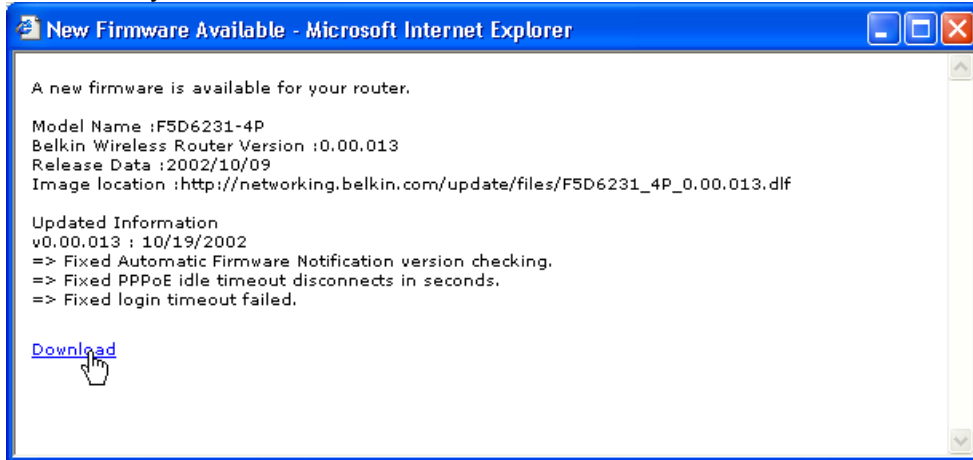 New Firmware Available - Microsoft Internet Explorer
A new firmware is available for your router.
Model Name :F5D6231-4P
Belkin Wireless Router Version :0.00.013
Release Data :2002/10/09
Image location :http://networking.belkin.com/update/files/F5D6231_4P_0.00.013.dlf
Updated Information
v0.00.013 : 10/19/2002
=> Fixed Automatic Firmware Notification version checking.
=> Fixed PPPoE idle timeout disconnects in seconds.
=> Fixed login timeout failed.
Download